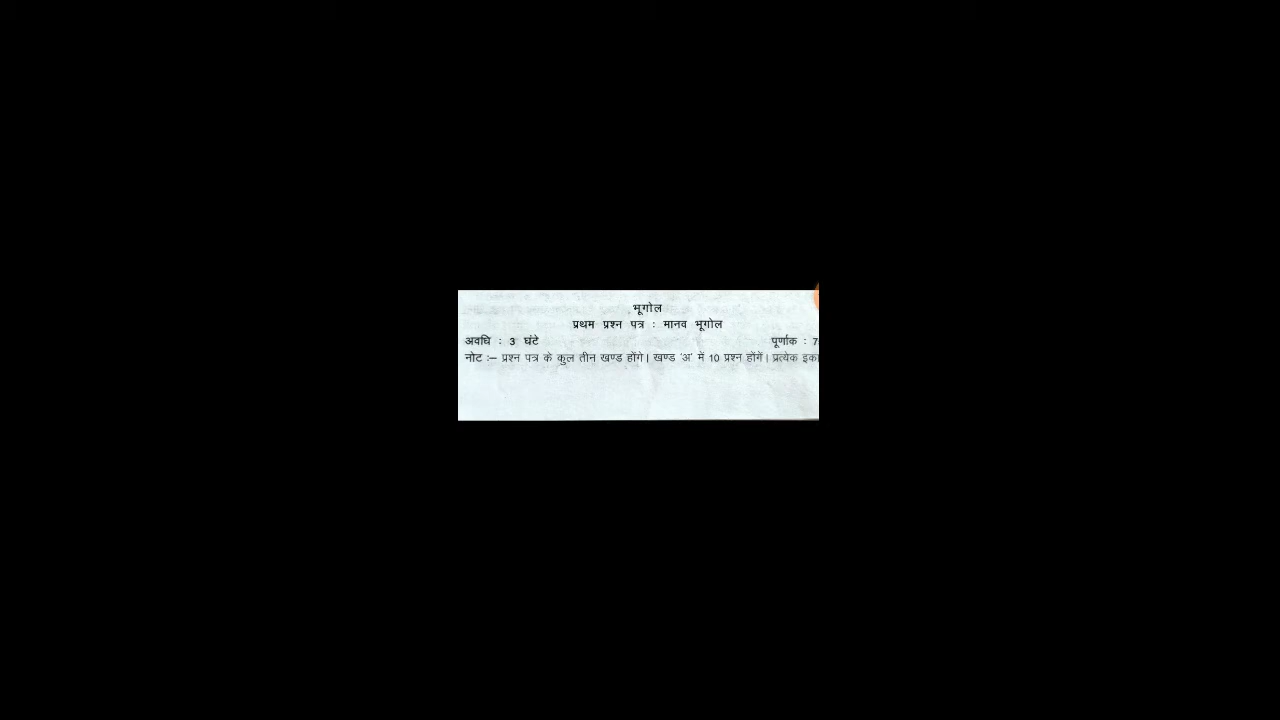 भूगोल
प्रथम प्रश्न पत्र : मानव भूगोल
अवधि : 3 घंटे पूर्णांक :
नोट :– प्रश्न पत्र के कुल तीन खण्ड होंगे। खण्ड 'अ' में 10 प्रश्न होंगें। प्रत्येक